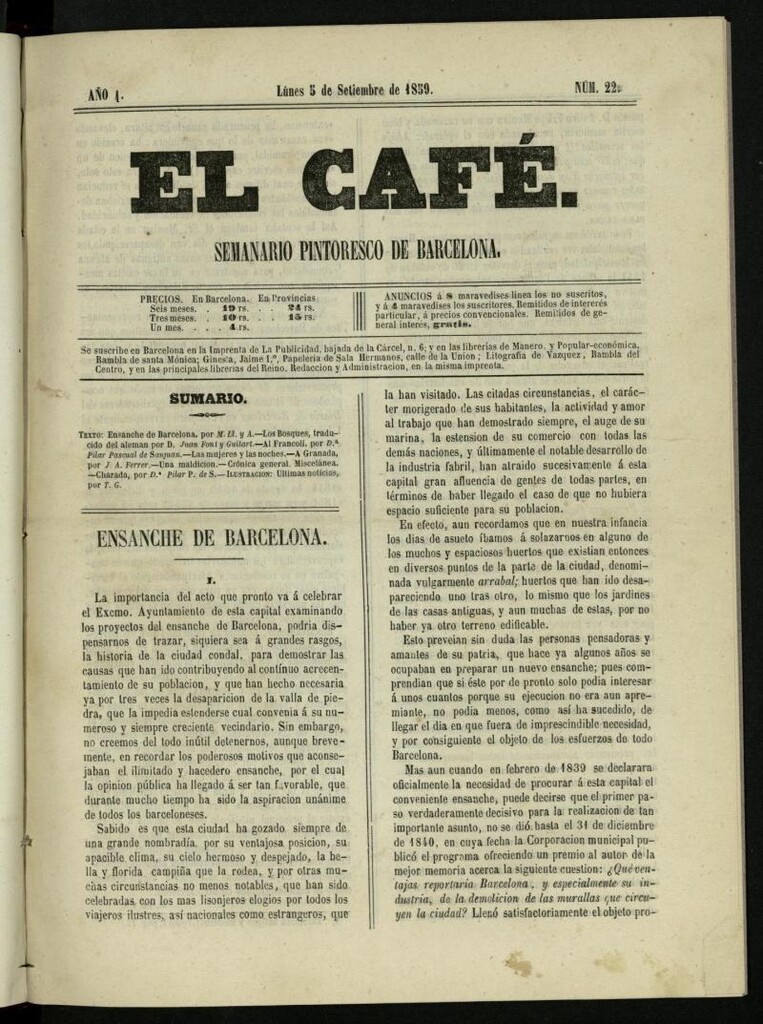 AÑO 1.
Lúnes 5 de Setiembre de 1859.
NÚM. 22.
EL CAFÉ.
SEMANARIO PINTORESCO DE BARCELONA.
PRECIOS. En Barcelona. En Provincias
Seis meses. . 19 rs. . . 24 rs.
Tres meses. . 10 rs. . . 15 rs.
Un mes. . . . 4 rs.
ANUNCIOS á 8 maravedises linea los no suscritos,
y á 4 maravedises los suscritores. Remitidos de intererés
particular, á precios convencionales. Remitidos de ge-
neral interés, gratis.
Se suscribe en Barcelona en la Imprenta de La Publicidad, bajada de la Cárcel, n. 6; y en las librerias de Manero, y Popular-económica,
Rambla de santa Mónica; Ginesta, Jaime I.°, Papeleria de Sala Hermanos, calle de la Union; Litografia de Vazquez, Rambla del
Centro, y en las principales librerias del Reino. Redaccion y Administracion, en la misma imprenta.
SUMARIO.
TEXTO: Ensanche de Barcelona, por M. Ll. y A.—Los Bosques, tradu-
cido del aleman por D. Juan Font y Guitart.—Al Francolí, por D.ª
Pilar Pascual de Sanjuan.—Las mujeres y las noches.—A Granada,
por J. A. Ferrer.—Una maldicion.—Crónica general. Miscelánea.
—Charada, por D.ª Pilar P. de S.—ILUSTRACION: Ultimas noticias,
por T. G.
ENSANCHE DE BARCELONA.
I.
La importancia del acto que pronto va á celebrar
el Excmo. Ayuntamiento de esta capital examinando
los proyectos del ensanche de Barcelona, podria dis-
pensarnos de trazar, siquiera sea á grandes rasgos,
la historia de la ciudad condal, para demostrar las
causas que han ido contribuyendo al contínuo acrecen-
tamiento de su poblacion, y que han hecho necesaria
ya por tres veces la desaparicion de la valla de pie-
dra, que la impedia estenderse cual convenia á su nu-
meroso y siempre creciente vecindario. Sin embargo,
no creemos del todo inútil detenernos, aunque breve-
mente, en recordar los poderosos motivos que aconse-
jaban el ilimitado y hacedero ensanche, por el cual
la opinion pública ha llegado á ser tan favorable, que
durante mucho tiempo ha sido la aspiracion unánime
de todos los barceloneses.
Sabido es que esta ciudad ha gozado siempre de
una grande nombradía, por su ventajosa posicion, su
apacible clima, su cielo hermoso y despejado, la be-
lla y florida campiña que la rodea, y por otras mu-
chas circunstancias no menos notables, que han sido
celebradas con los mas lisonjeros elogios por todos los
viajeros ilustres, así nacionales como estrangeros, que
la han visitado. Las citadas circunstancias, el carác-
ter morigerado de sus habitantes, la actividad y amor
al trabajo que han demostrado siempre, el auge de su
marina, la estension de su comercio con todas las
demás naciones, y últimamente el notable desarrollo de
la industria fabril, han atraido sucesivamente á esta
capital gran afluencia de gentes de todas partes, en
términos de haber llegado el caso de que no hubiera
espacio suficiente para su poblacion.
En efecto, aun recordamos que en nuestra infancia
los dias de asueto íbamos á solazarnos en alguno de
los muchos y espaciosos huertos que existian entonces
en diversos puntos de la parte de la ciudad, denomi-
nada vulgarmente arrabal; huertos que han ido desa-
pareciendo uno tras otro, lo mismo que los jardines
de las casas antiguas, y aun muchas de estas, por no
haber ya otro terreno edificable.
Esto preveian sin duda las personas pensadoras y
amantes de su patria, que hace ya algunos años se
ocupaban en preparar un nuevo ensanche; pues com-
prendian que si éste por de pronto solo podia interesar
á unos cuantos porque su ejecucion no era aun apre-
miante, no podia menos, como así ha sucedido, de
llegar el dia en que fuera de imprescindible necesidad,
y por consiguiente el objeto de los esfuerzos de todo
Barcelona.
Mas aun cuando en febrero de 1839 se declarara
oficialmente la necesidad de procurar á esta capital el
conveniente ensanche, puede decirse que el primer pa-
so verdaderamente decisivo para la realizacion de tan
importante asunto, no se dió hasta el 31 de diciembre
de 1840, en cuya fecha la Corporacion municipal pu-
blicó el programa ofreciendo un premio al autor de la
mejor memoria acerca la siguiente cuestion: ¿Qué ven-
tajas reportaria Barcelona, y especialmente su in-
dustria, de la demolicion de las murallas que circu-
yen la ciudad? Llenó satisfactoriamente el objeto pro-